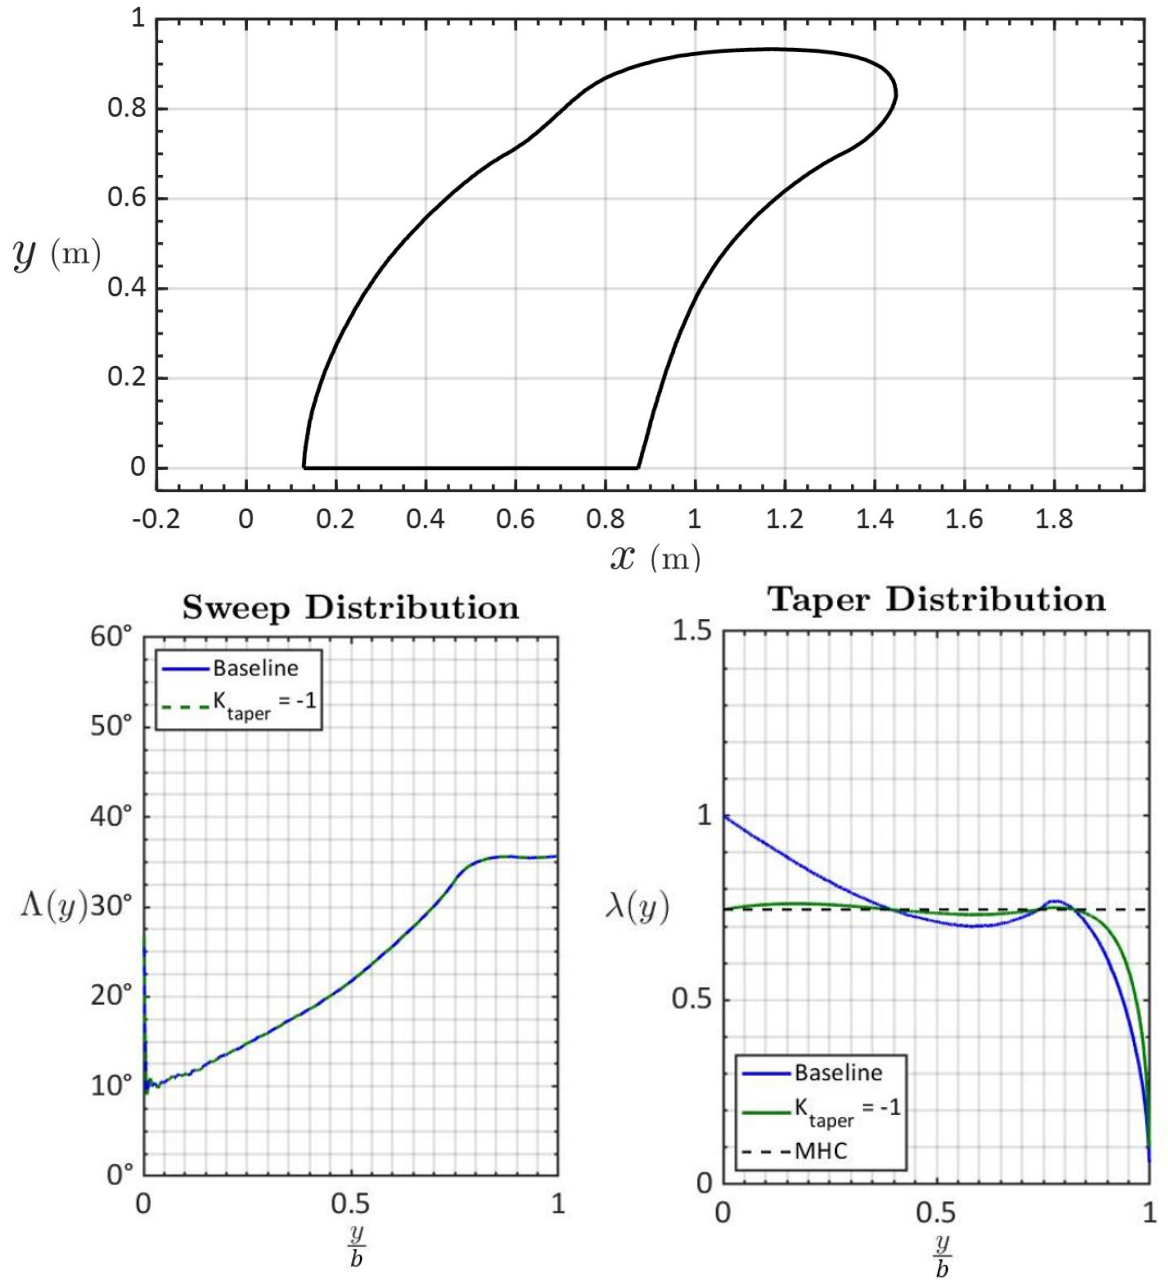 1
0.8
0.6
y (m)
0.4
0.2
0
-0.2 0 0.2 0.4 0.6 0.8 1 1.2 1.4 1.6 1.8
x (m)
Sweep Distribution
60°
Baseline
K_taper = -1
50°
40°
Λ(y)
30°
20°
10°
0°
0 0.5 1
y/b
Taper Distribution
1.5
1
λ(y)
0.5
Baseline
K_taper = -1
MHC
0
0 0.5 1
y/b